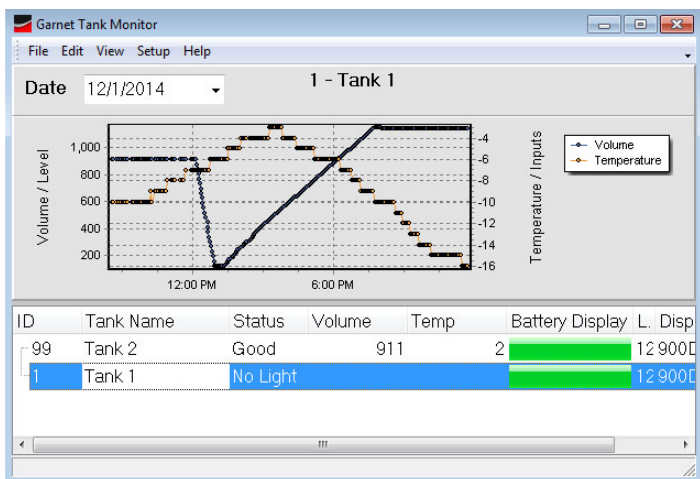 Garnet Tank Monitor
File Edit View Setup Help
Date 12/1/2014 1 - Tank 1
Volume / Level
1,000
800
600
400
200
12:00 PM 6:00 PM
-4
-6
-8
-10
-12
-14
-16
Temperature / Inputs
Volume
Temperature
ID Tank Name Status Volume Temp Battery Display L. Disp
99 Tank 2 Good 911 2 12 900D
1 Tank 1 No Light 12 900D